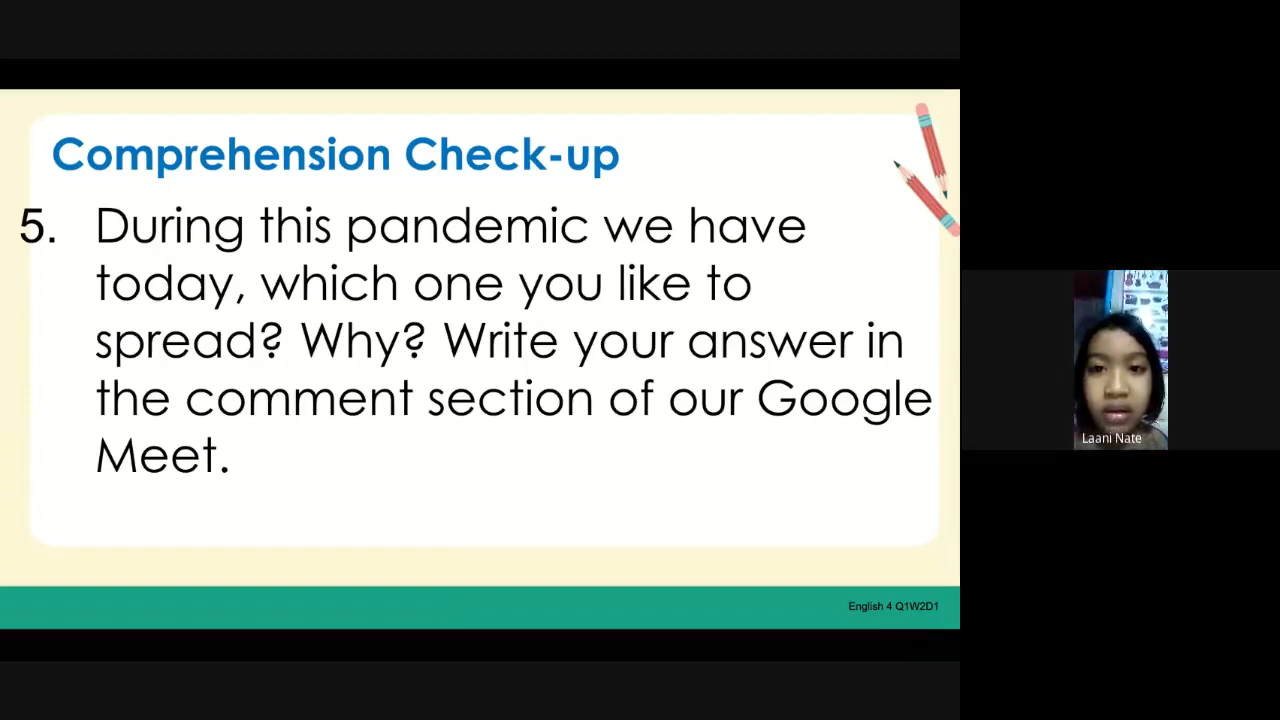 Comprehension Check-up
5. During this pandemic we have
today, which one you like to
spread? Why? Write your answer in
the comment section of our Google
Meet.
English 4 Q1W2D1
Laani Nate